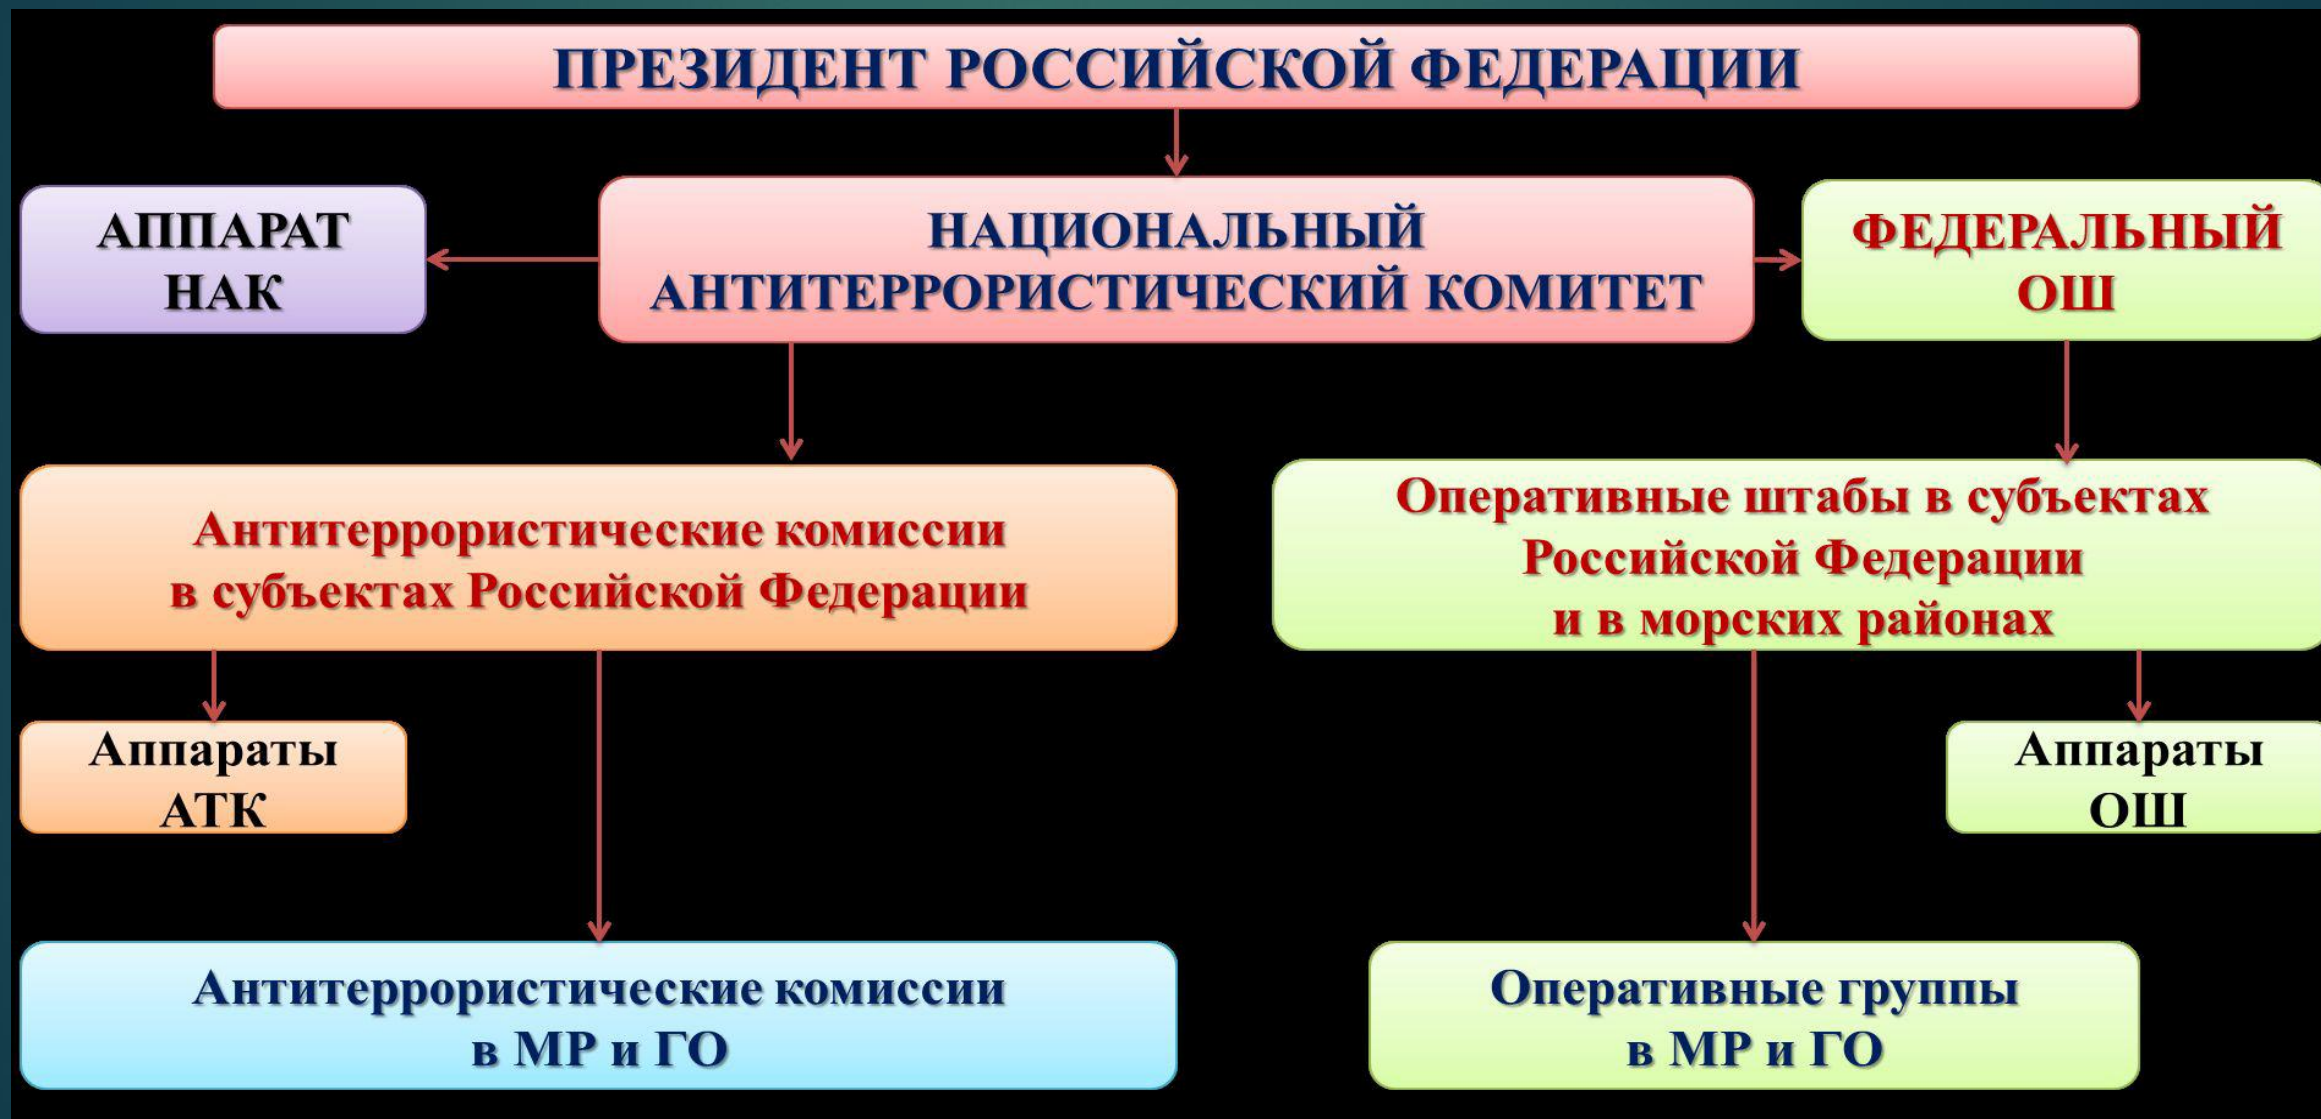 ПРЕЗИДЕНТ РОССИЙСКОЙ ФЕДЕРАЦИИ
АППАРАТ
НАК
НАЦИОНАЛЬНЫЙ
АНТИТЕРРОРИСТИЧЕСКИЙ КОМИТЕТ
ФЕДЕРАЛЬНЫЙ
ОШ
Антитеррористические комиссии
в субъектах Российской Федерации
Оперативные штабы в субъектах
Российской Федерации
и в морских районах
Аппараты
АТК
Аппараты
ОШ
Антитеррористические комиссии
в МР и ГО
Оперативные группы
в МР и ГО